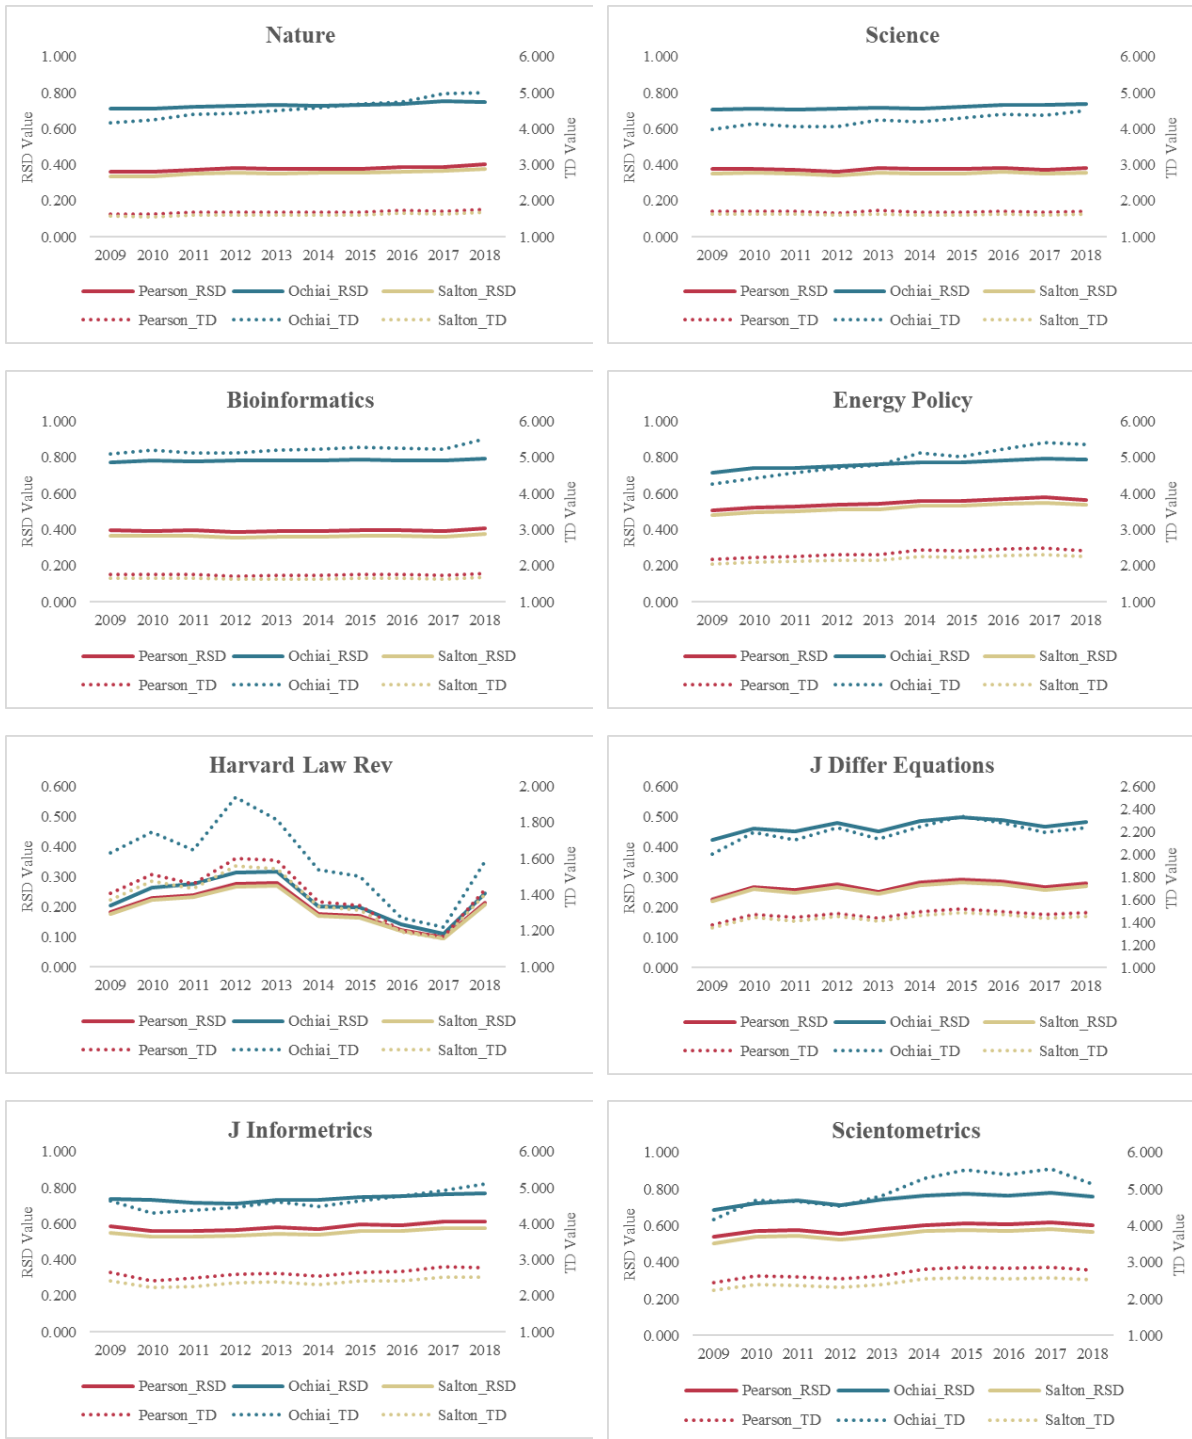 Nature
1.000
0.800
0.600
0.400
0.200
0.000
RSD Value
6.000
5.000
4.000
3.000
2.000
1.000
TD Value
2009 2010 2011 2012 2013 2014 2015 2016 2017 2018
Pearson_RSD Ochiai_RSD Salton_RSD
Pearson_TD Ochiai_TD Salton_TD
Science
1.000
0.800
0.600
0.400
0.200
0.000
RSD Value
6.000
5.000
4.000
3.000
2.000
1.000
TD Value
2009 2010 2011 2012 2013 2014 2015 2016 2017 2018
Pearson_RSD Ochiai_RSD Salton_RSD
Pearson_TD Ochiai_TD Salton_TD
Bioinformatics
1.000
0.800
0.600
0.400
0.200
0.000
RSD Value
6.000
5.000
4.000
3.000
2.000
1.000
TD Value
2009 2010 2011 2012 2013 2014 2015 2016 2017 2018
Pearson_RSD Ochiai_RSD Salton_RSD
Pearson_TD Ochiai_TD Salton_TD
Energy Policy
1.000
0.800
0.600
0.400
0.200
0.000
RSD Value
6.000
5.000
4.000
3.000
2.000
1.000
TD Value
2009 2010 2011 2012 2013 2014 2015 2016 2017 2018
Pearson_RSD Ochiai_RSD Salton_RSD
Pearson_TD Ochiai_TD Salton_TD
Harvard Law Rev
0.600
0.500
0.400
0.300
0.200
0.100
0.000
RSD Value
2.000
1.800
1.600
1.400
1.200
1.000
TD Value
2009 2010 2011 2012 2013 2014 2015 2016 2017 2018
Pearson_RSD Ochiai_RSD Salton_RSD
Pearson_TD Ochiai_TD Salton_TD
J Differ Equations
0.600
0.500
0.400
0.300
0.200
0.100
0.000
RSD Value
2.600
2.400
2.200
2.000
1.800
1.600
1.400
1.200
1.000
TD Value
2009 2010 2011 2012 2013 2014 2015 2016 2017 2018
Pearson_RSD Ochiai_RSD Salton_RSD
Pearson_TD Ochiai_TD Salton_TD
J Informetrics
1.000
0.800
0.600
0.400
0.200
0.000
RSD Value
6.000
5.000
4.000
3.000
2.000
1.000
TD Value
2009 2010 2011 2012 2013 2014 2015 2016 2017 2018
Pearson_RSD Ochiai_RSD Salton_RSD
Pearson_TD Ochiai_TD Salton_TD
Scientometrics
1.000
0.800
0.600
0.400
0.200
0.000
RSD Value
6.000
5.000
4.000
3.000
2.000
1.000
TD Value
2009 2010 2011 2012 2013 2014 2015 2016 2017 2018
Pearson_RSD Ochiai_RSD Salton_RSD
Pearson_TD Ochiai_TD Salton_TD